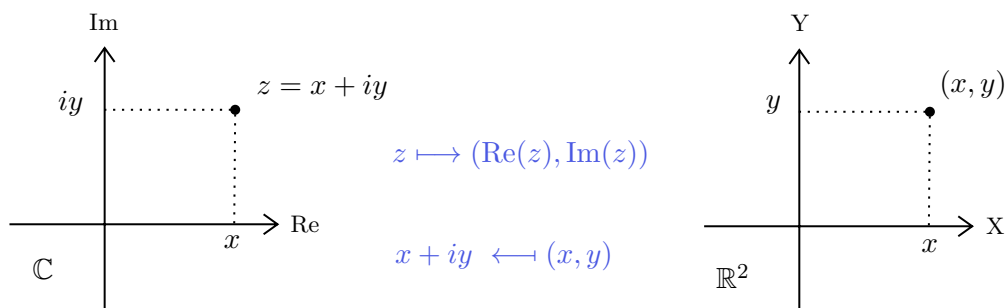 Im
iy
z = x + iy
x
Re
ℂ
z ⟼ (Re(z), Im(z))
x + iy ⟻ (x, y)
Y
y
(x, y)
x
X
ℝ²